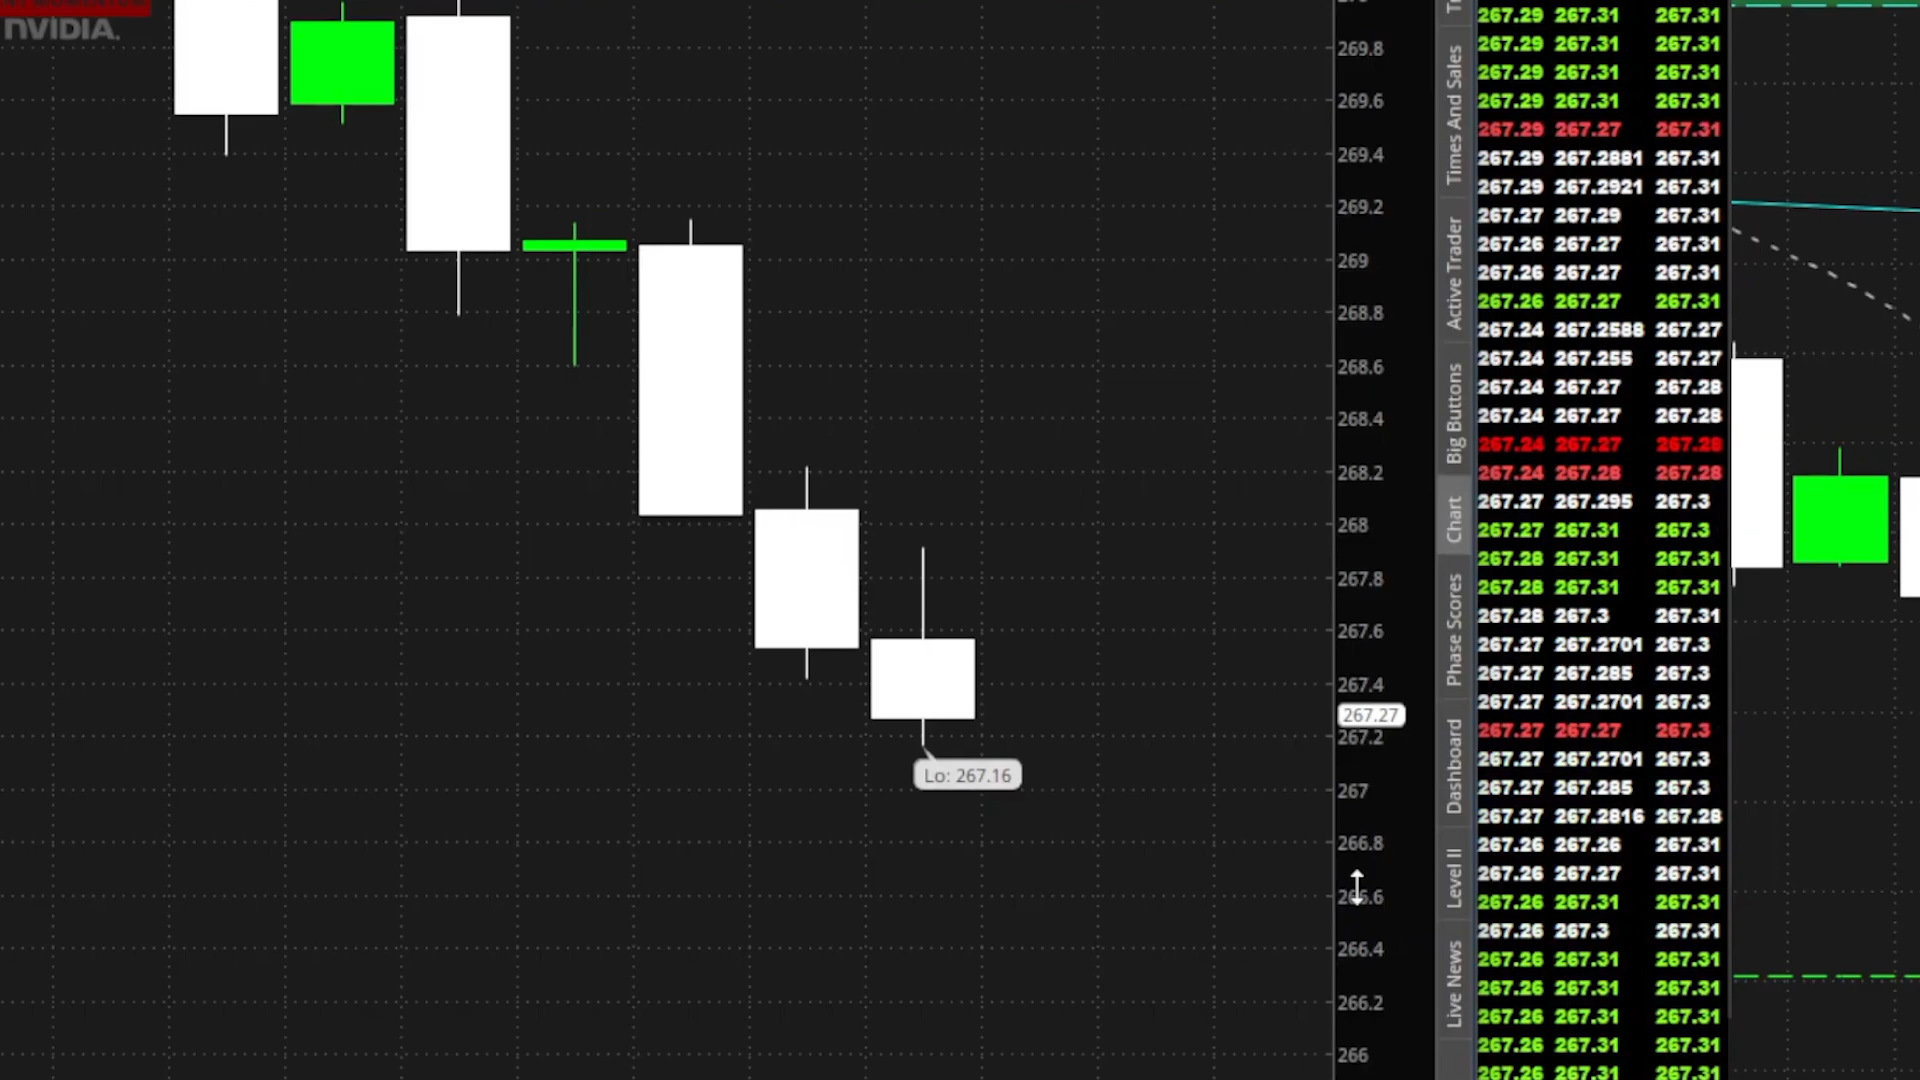 NVIDIA.
269.8
269.6
269.4
269.2
269
268.8
268.6
268.4
268.2
268
267.8
267.6
267.4
267.27
267.2
267
266.8
266.4
266.2
266
Lo: 267.16
Times And Sales
Active Trader
Big Buttons
Chart
Phase Scores
Dashboard
Level II
Live News
267.29 267.31 267.31
267.29 267.31 267.31
267.29 267.31 267.31
267.29 267.31 267.31
267.29 267.27 267.31
267.29 267.2881 267.31
267.29 267.2921 267.31
267.27 267.29 267.31
267.26 267.27 267.31
267.26 267.27 267.31
267.26 267.27 267.31
267.24 267.2588 267.27
267.24 267.255 267.27
267.24 267.27 267.28
267.24 267.27 267.28
267.24 267.27 267.28
267.24 267.28 267.28
267.27 267.295 267.3
267.27 267.31 267.3
267.28 267.31 267.31
267.28 267.31 267.31
267.28 267.3 267.31
267.27 267.2701 267.3
267.27 267.285 267.3
267.27 267.2701 267.3
267.27 267.27 267.3
267.27 267.2701 267.3
267.27 267.285 267.3
267.27 267.2816 267.28
267.26 267.26 267.31
267.26 267.27 267.31
267.26 267.31 267.31
267.26 267.3 267.31
267.26 267.31 267.31
267.26 267.31 267.31
267.26 267.31 267.31
267.26 267.31 267.31
267.26 267.31 267.31